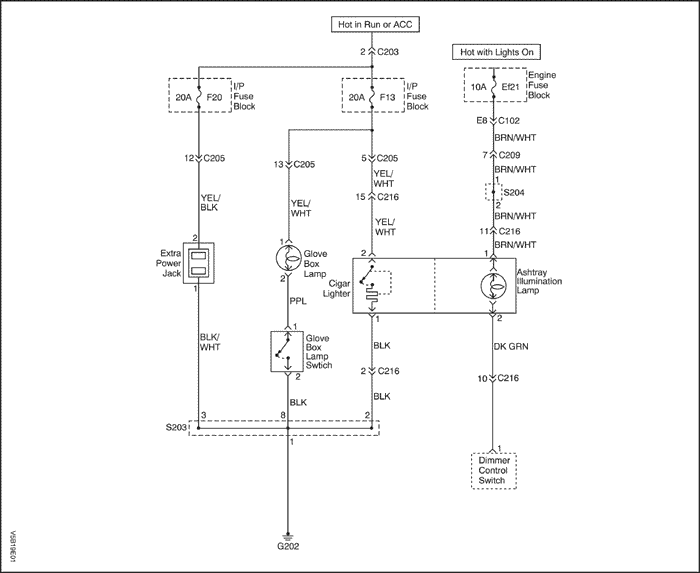 Hot in Run or ACC
2 C203
Hot with Lights On
20A F20
I/P
Fuse
Block
20A F13
I/P
Fuse
Block
10A Ef21
Engine
Fuse
Block
E8 C102
BRN/WHT
12 C205
13 C205
5 C205
7 C209
YEL/
WHT
BRN/WHT
15 C216
1
S204
2
YEL/
BLK
YEL/
WHT
YEL/
WHT
BRN/WHT
11 C216
BRN/WHT
2
Extra
Power
Jack
1
1
Glove
Box
Lamp
2
2
Cigar
Lighter
1
1
Ashtray
Illumination
Lamp
2
PPL
BLK/
WHT
1
Glove
Box
Lamp
Swtich
2
BLK
DK GRN
2 C216
10 C216
BLK
BLK
S203
3
8
2
1
1
Dimmer
Control
Switch
G202
V5B19E01